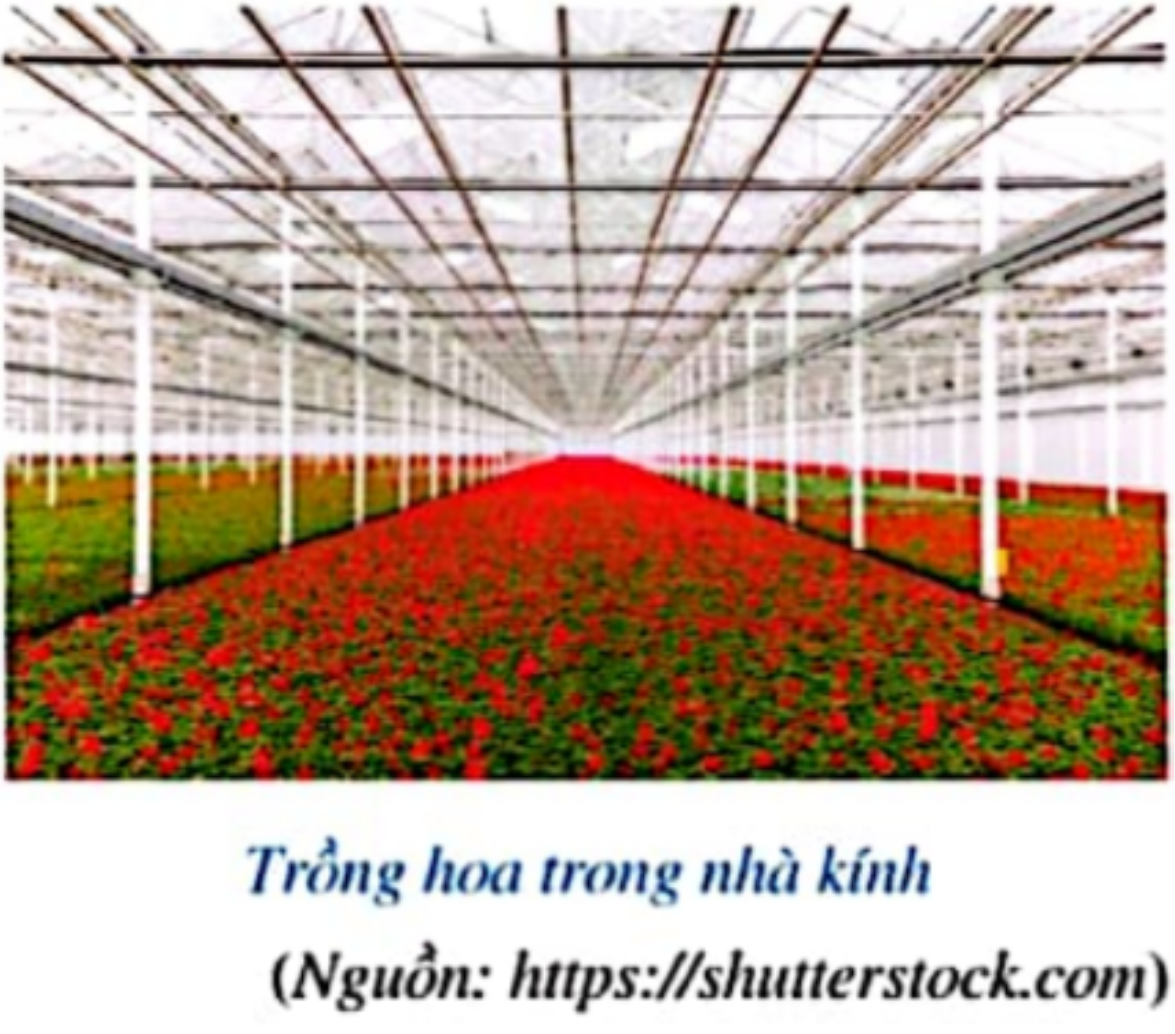 Trồng hoa trong nhà kính
(Nguồn: https://shutterstock.com)